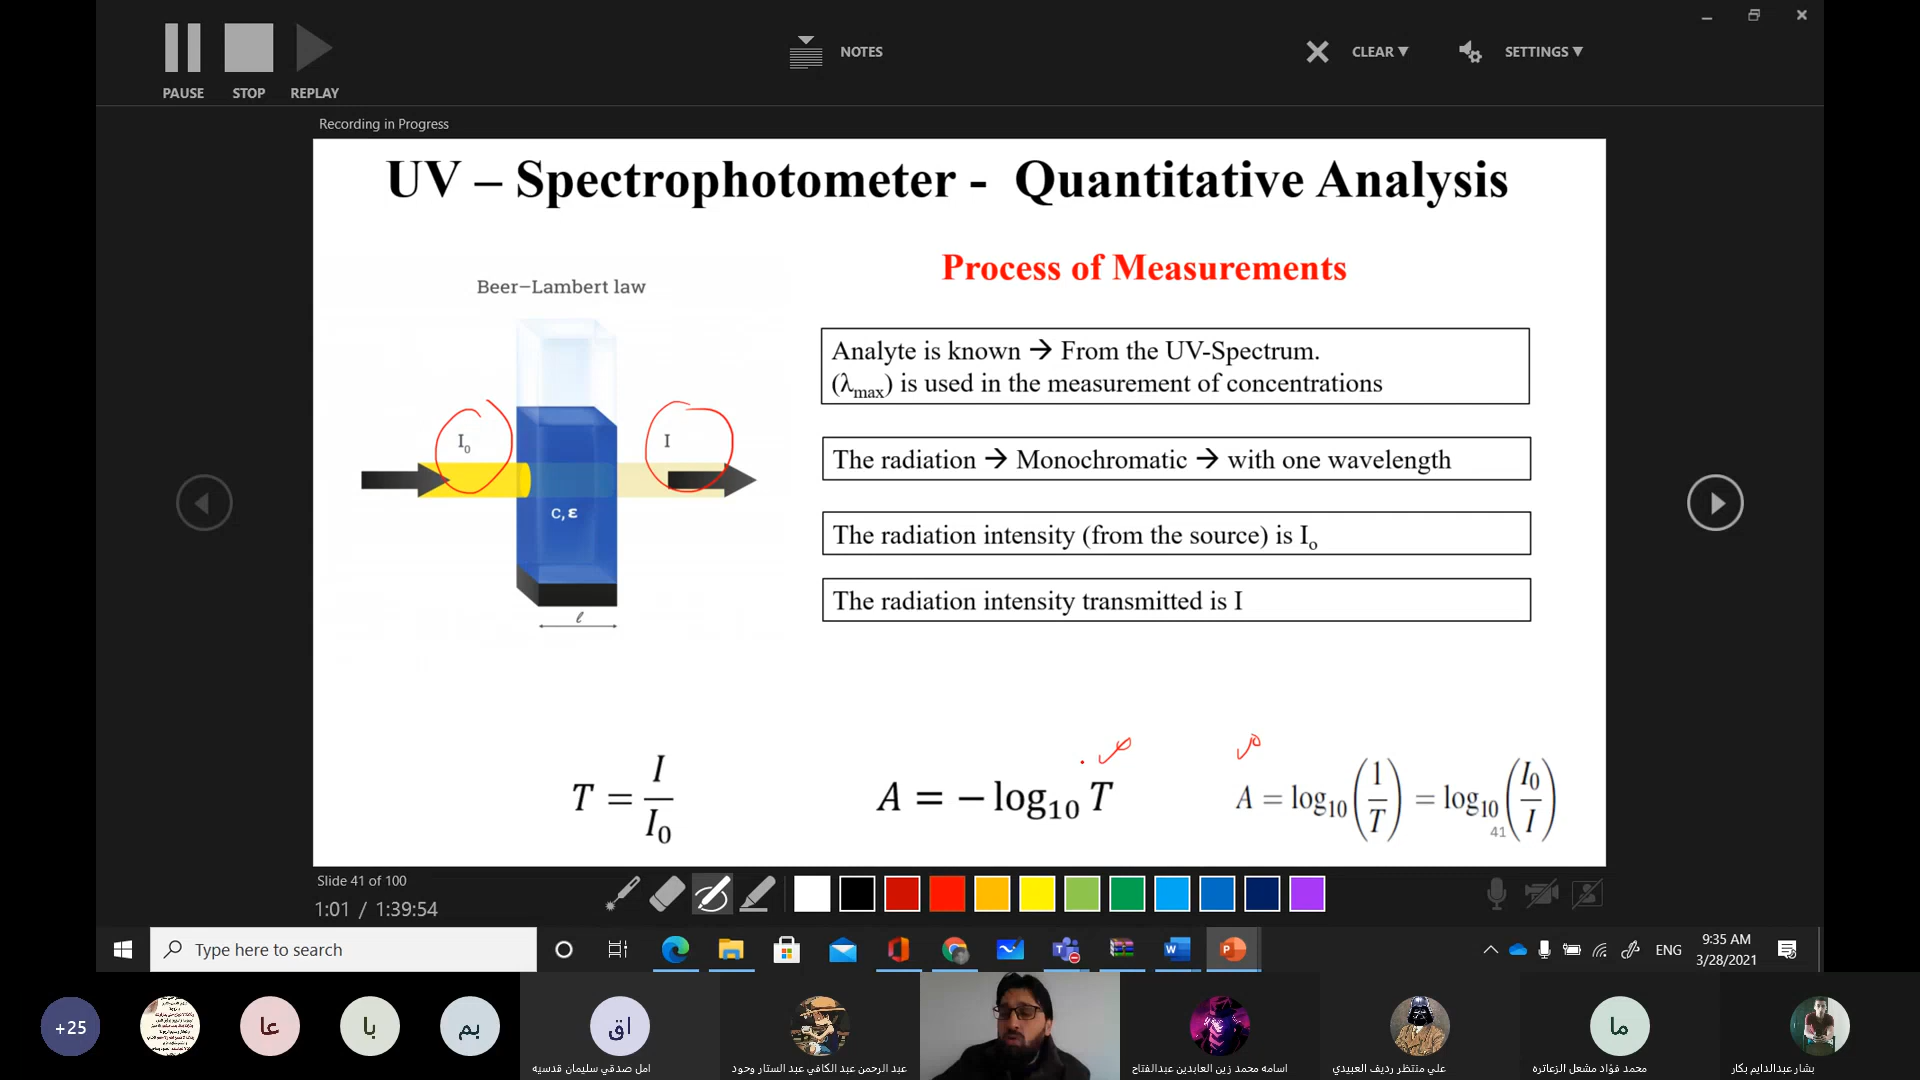 PAUSE
STOP
REPLAY
NOTES
CLEAR
SETTINGS
Recording in Progress
UV – Spectrophotometer - Quantitative Analysis
Beer–Lambert law
I₀
I
c, ε
ℓ
Process of Measurements
Analyte is known → From the UV-Spectrum.
(λmax) is used in the measurement of concentrations
The radiation → Monochromatic → with one wavelength
The radiation intensity (from the source) is Iₒ
The radiation intensity transmitted is I
T = I / I₀
A = − log₁₀ T
A = log₁₀ (1/T) = log₁₀ (I₀/I)
41
Slide 41 of 100
1:01 / 1:39:54
Type here to search
ENG
9:35 AM
3/28/2021
+25
عا
با
بم
اق
ما
امل صدقي سليمان قدسيه
عبد الرحمن عبد الكافي عبد الستار وحود
اسامه محمد زين العابدين عبدالفتاح
علي منتظر رديف العبيدي
محمد فؤاد مشعل الزعاتره
بشار عبدالدايم بكار